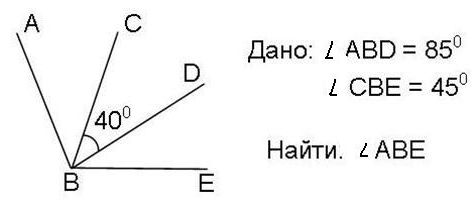 A
C
Дано: ∠ ABD = 85⁰
D
∠ CBE = 45⁰
40⁰
Найти. ∠ABE
B
E